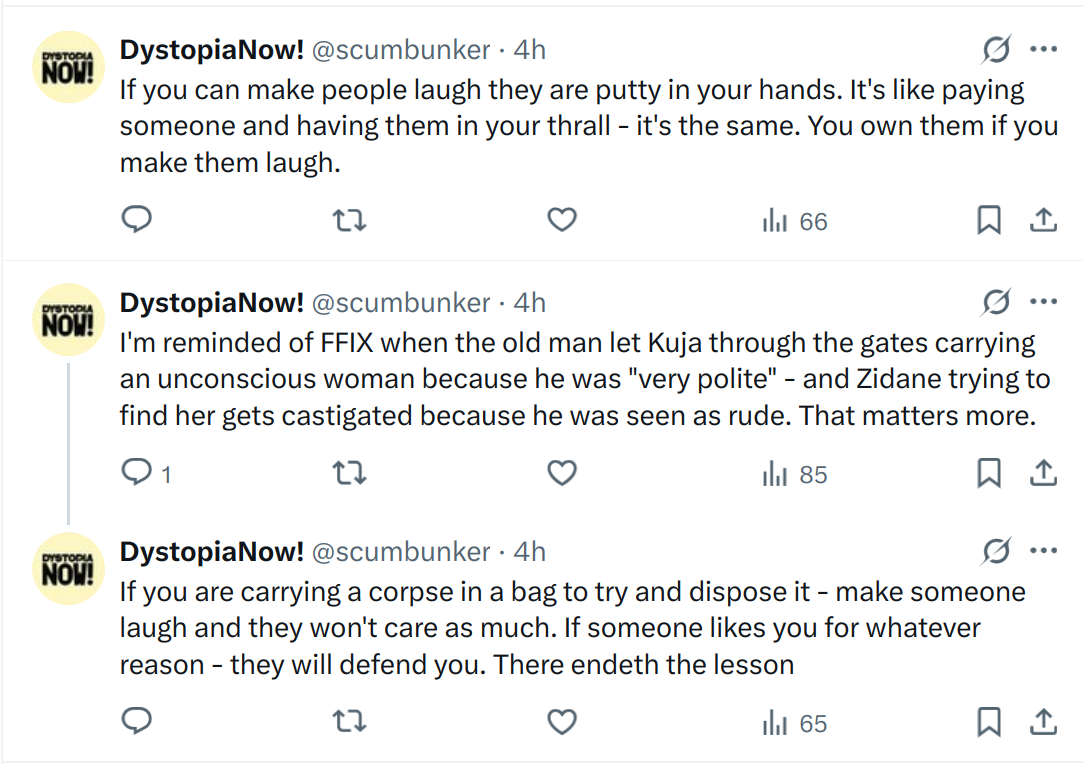 DYSTOPIA
NOW!
DystopiaNow! @scumbunker · 4h
If you can make people laugh they are putty in your hands. It's like paying
someone and having them in your thrall - it's the same. You own them if you
make them laugh.
66
DYSTOPIA
NOW!
DystopiaNow! @scumbunker · 4h
I'm reminded of FFIX when the old man let Kuja through the gates carrying
an unconscious woman because he was "very polite" - and Zidane trying to
find her gets castigated because he was seen as rude. That matters more.
1 85
DYSTOPIA
NOW!
DystopiaNow! @scumbunker · 4h
If you are carrying a corpse in a bag to try and dispose it - make someone
laugh and they won't care as much. If someone likes you for whatever
reason - they will defend you. There endeth the lesson
65